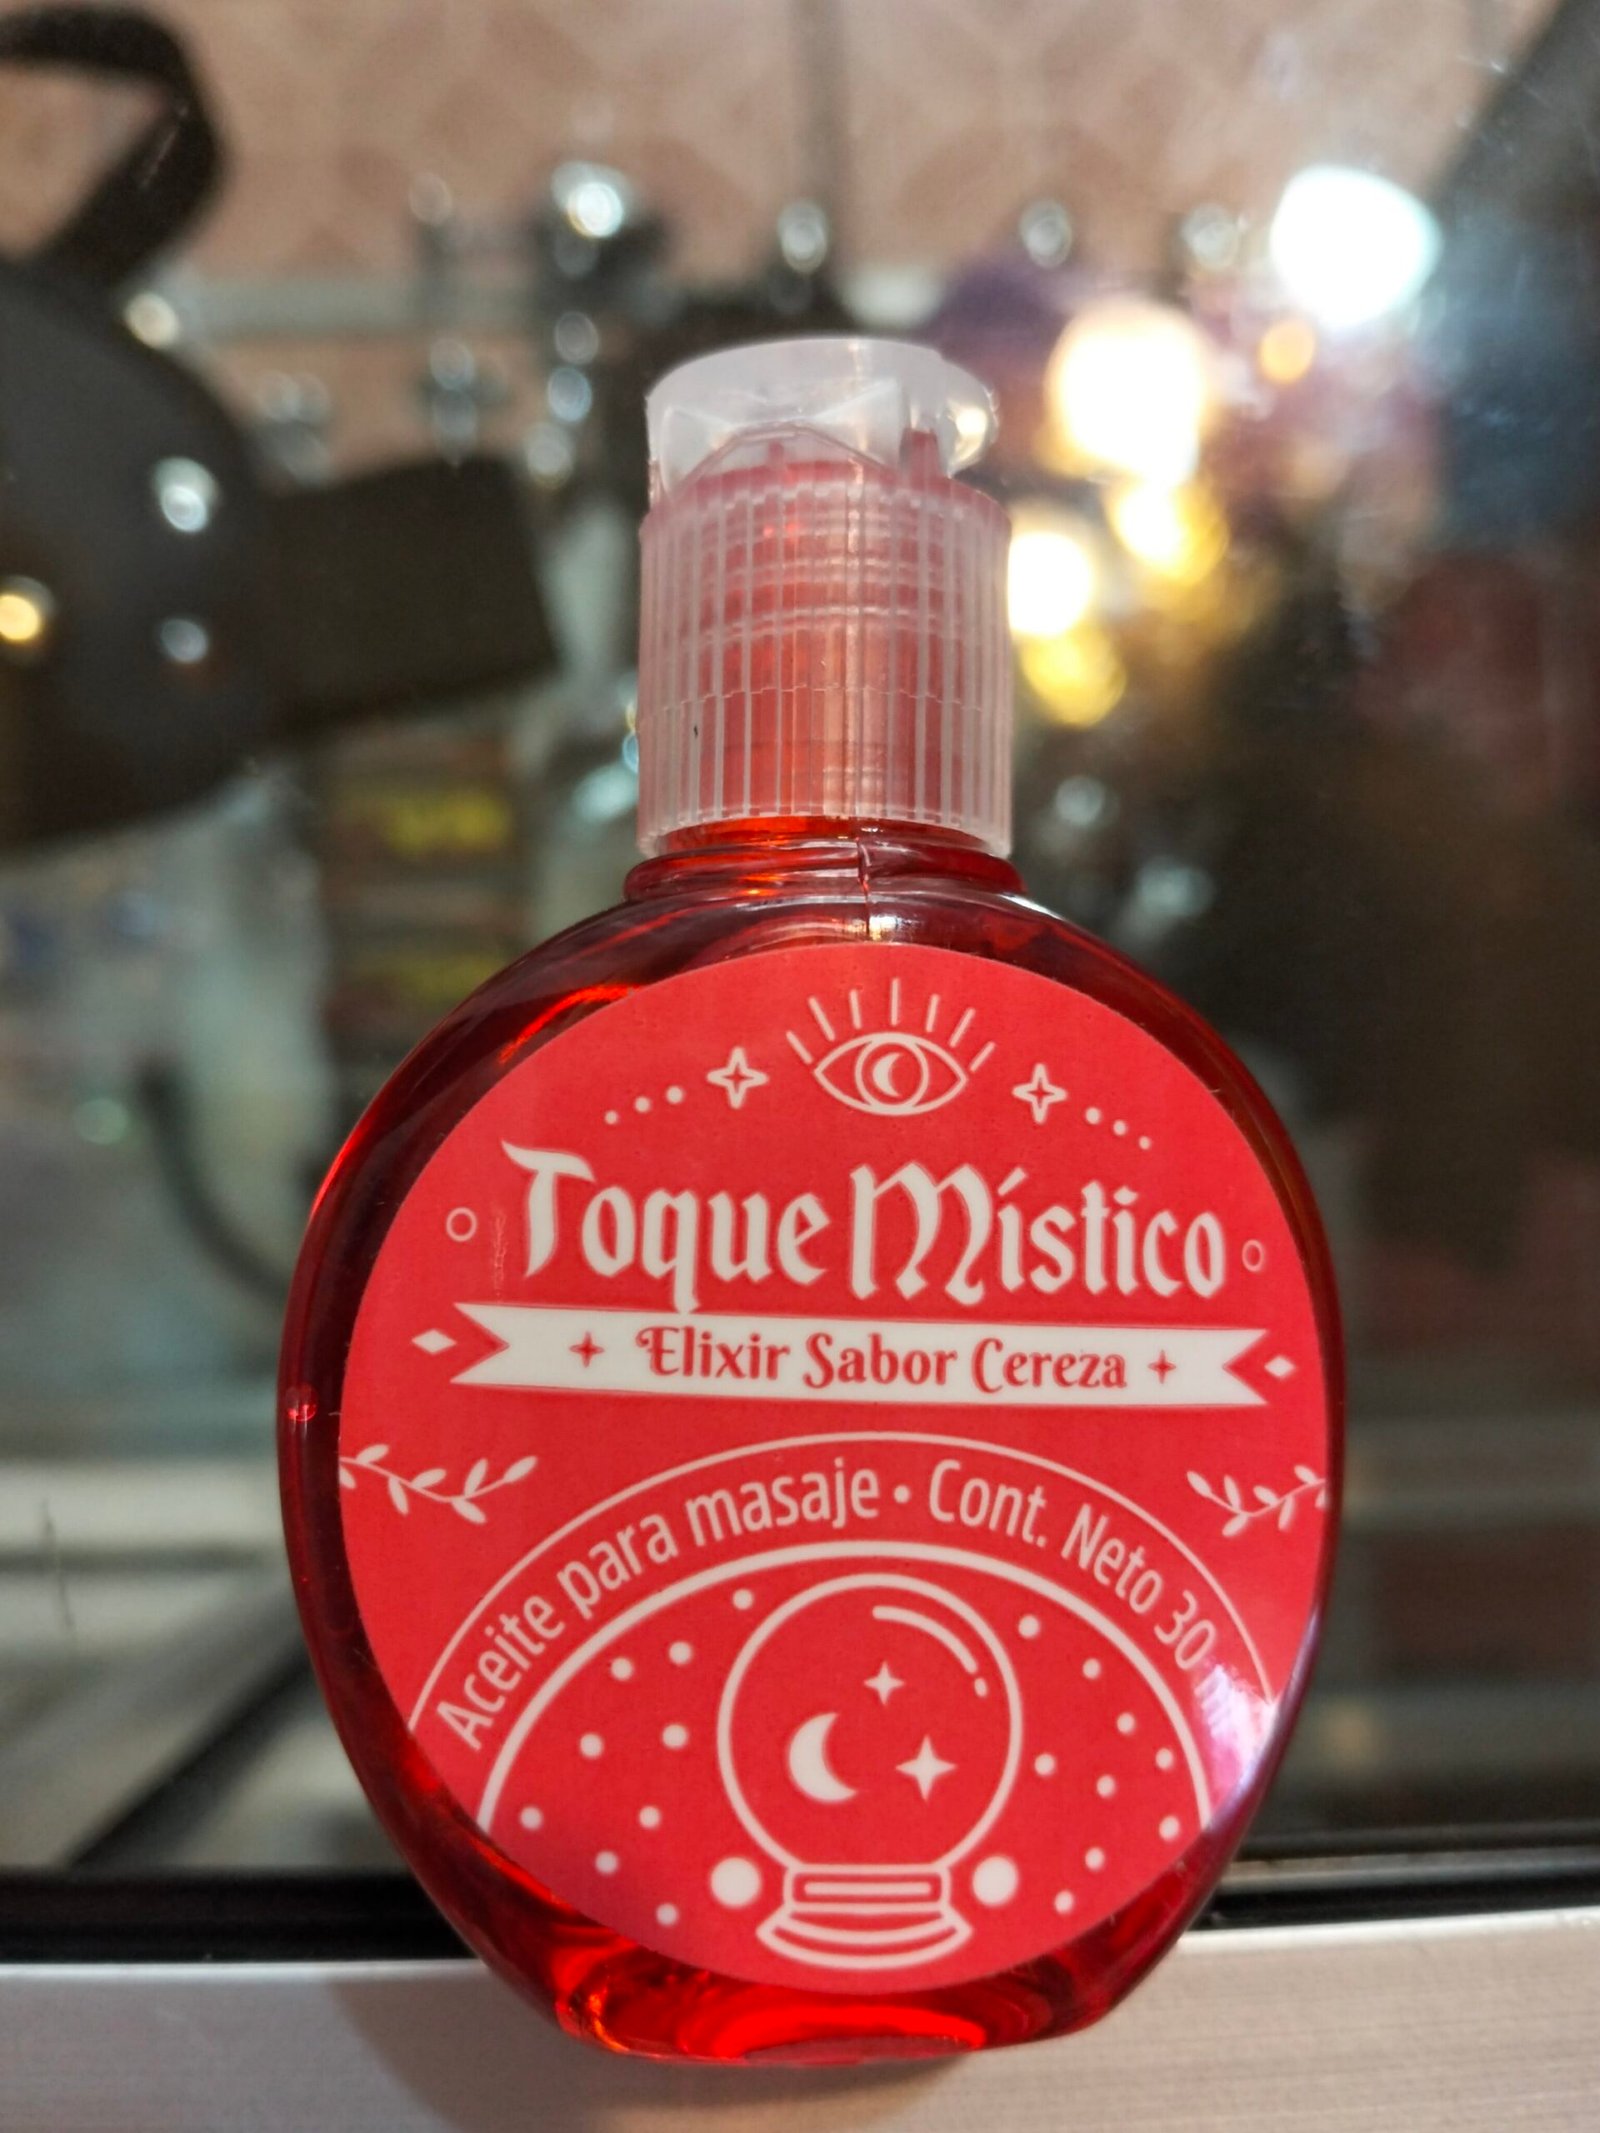 Toque Místico
Elixir Sabor Cereza
Aceite para masaje • Cont. Neto 30